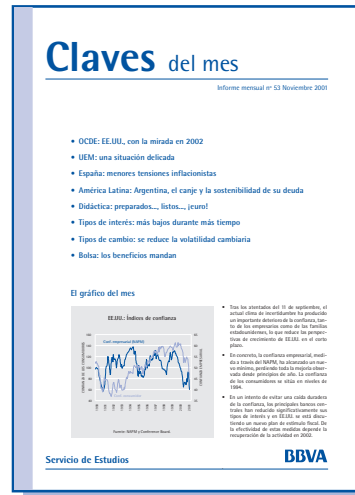 Claves del mes
Informe mensual nº 53 Noviembre 2001
• OCDE: EE.UU., con la mirada en 2002
• UEM: una situación delicada
• España: menores tensiones inflacionistas
• América Latina: Argentina, el canje y la sostenibilidad de su deuda
• Didáctica: preparados..., listos..., ¡euro!
• Tipos de interés: más bajos durante más tiempo
• Tipos de cambio: se reduce la volatilidad cambiaria
• Bolsa: los beneficios mandan
El gráfico del mes
EE.UU.: Índices de confianza
Conf. empresarial (NAPM)
Fuente: NAPM y Conference Board.
• Tras los atentados del 11 de septiembre, el
actual clima de incertidumbre ha producido
un importante deterioro de la confianza, tan-
to de los empresarios como de las familias
estadounidenses, lo que reduce las perspec-
tivas de crecimiento de EE.UU. en el corto
plazo.
• En concreto, la confianza empresarial, medi-
da a través del NAPM, ha alcanzado un nue-
vo mínimo, perdiendo toda la mejora obser-
vada desde principios de año. La confianza
de los consumidores se sitúa en niveles de
1994.
• En un intento de evitar una caída duradera
de la confianza, los principales bancos cen-
trales han reducido significativamente sus
tipos de interés y en EE.UU. se está discu-
tiendo un nuevo plan de estímulo fiscal. De
la efectividad de estas medidas depende la
recuperación de la actividad en 2002.
Servicio de Estudios
BBVA